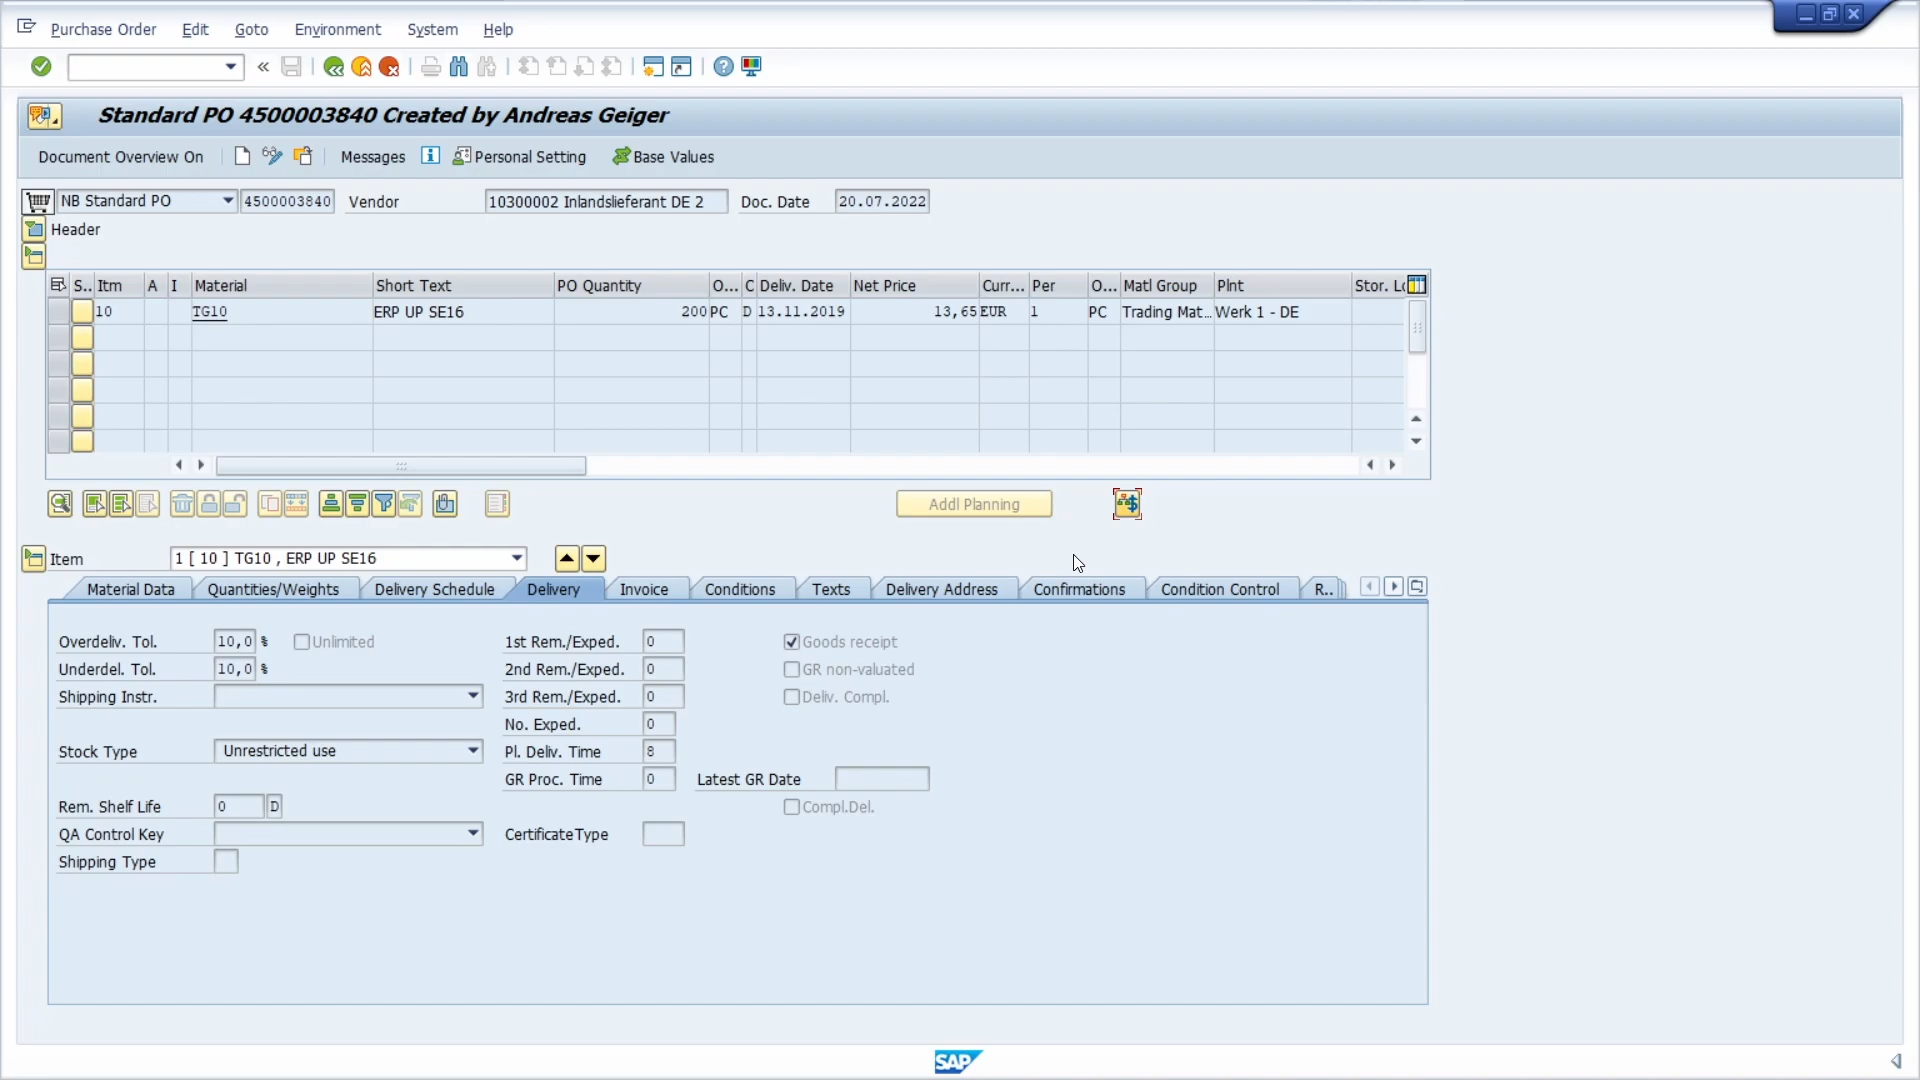 Purchase Order Edit Goto Environment System Help
Standard PO 4500003840 Created by Andreas Geiger
Document Overview On Messages Personal Setting Base Values
NB Standard PO 4500003840 Vendor 10300002 Inlandslieferant DE 2 Doc. Date 20.07.2022
Header
S.. Itm A I Material Short Text PO Quantity O... C Deliv. Date Net Price Curr... Per O... Matl Group Plnt Stor. Lo
10 TG10 ERP UP SE16 200 PC D 13.11.2019 13,65 EUR 1 PC Trading Mat... Werk 1 - DE
Addl Planning
Item 1 [ 10 ] TG10 , ERP UP SE16
Material Data Quantities/Weights Delivery Schedule Delivery Invoice Conditions Texts Delivery Address Confirmations Condition Control R..
Overdeliv. Tol. 10,0 % Unlimited 1st Rem./Exped. 0 Goods receipt
Underdel. Tol. 10,0 % 2nd Rem./Exped. 0 GR non-valuated
Shipping Instr. 3rd Rem./Exped. 0 Deliv. Compl.
No. Exped. 0
Stock Type Unrestricted use Pl. Deliv. Time 8
GR Proc. Time 0 Latest GR Date
Rem. Shelf Life 0 D Compl.Del.
QA Control Key CertificateType
Shipping Type
SAP